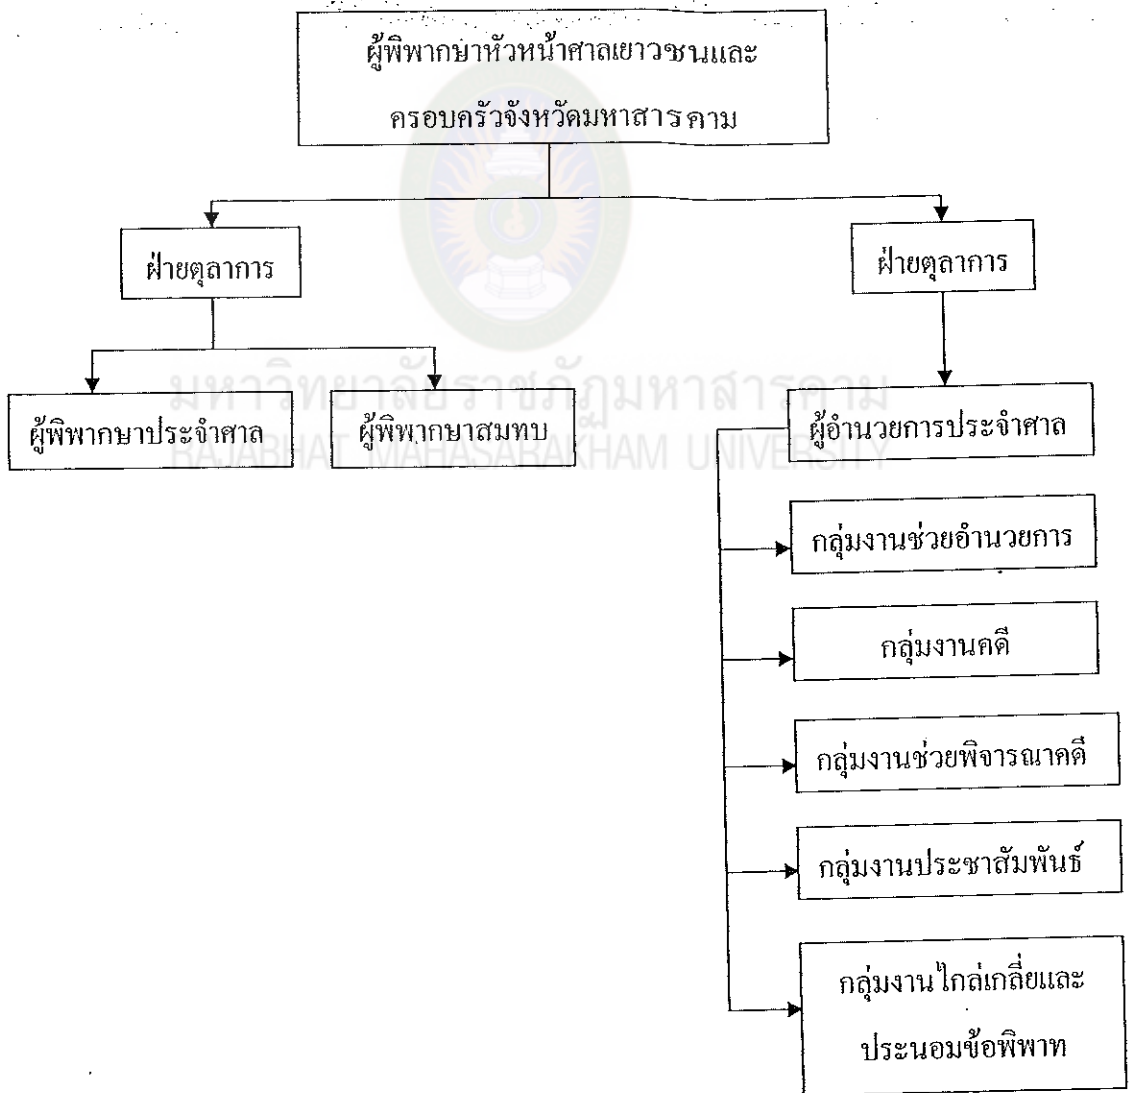 ผู้พิพากษาหัวหน้าศาลเยาวชนและ
ครอบครัวจังหวัดมหาสารคาม
ฝ่ายตุลาการ
ฝ่ายตุลาการ
มหาวิทยาลัยราชภัฏมหาสารคาม
RAJABHAT MAHASARAKHAM UNIVERSITY
ผู้พิพากษาประจำศาล
ผู้พิพากษาสมทบ
ผู้อำนวยการประจำศาล
กลุ่มงานช่วยอำนวยการ
กลุ่มงานคดี
กลุ่มงานช่วยพิจารณาคดี
กลุ่มงานประชาสัมพันธ์
กลุ่มงานไกล่เกลี่ยและ
ประนอมข้อพิพาท